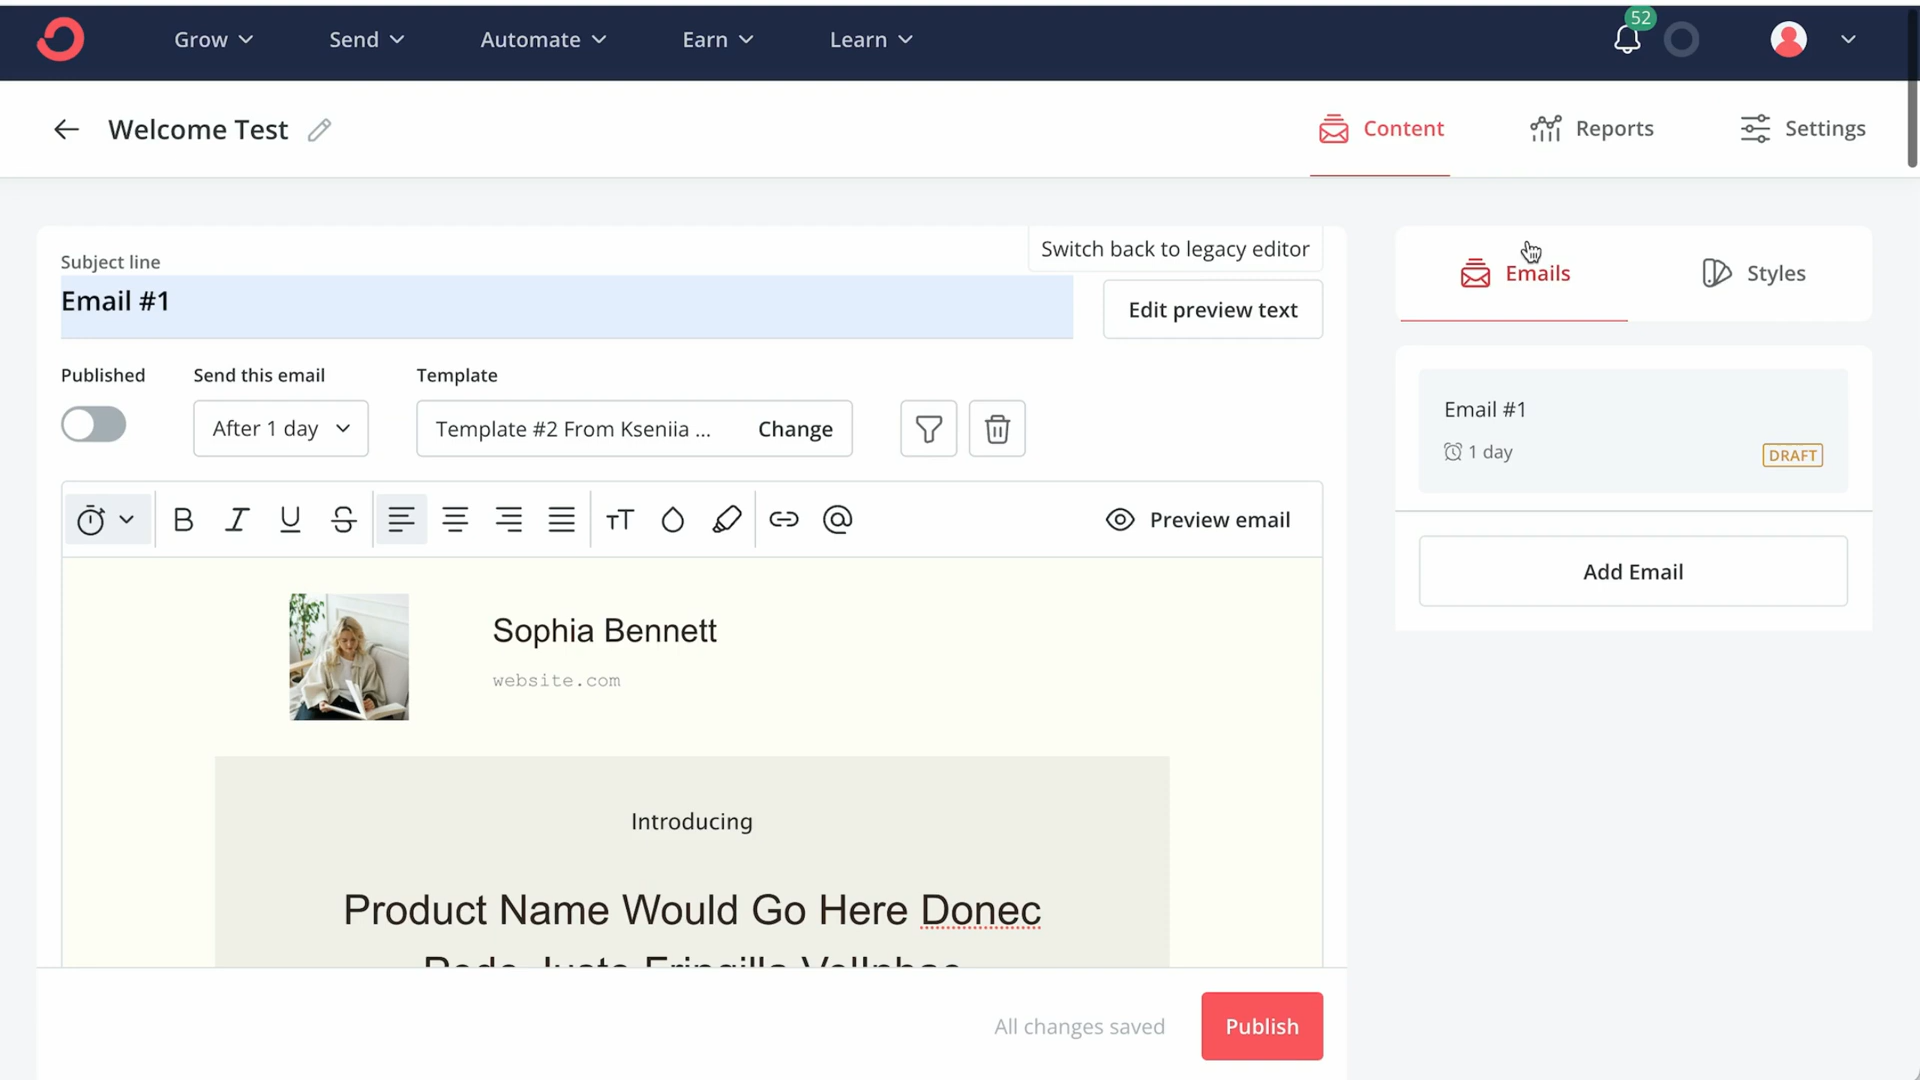 Grow
Send
Automate
Earn
Learn
52
Welcome Test
Content
Reports
Settings
Subject line
Switch back to legacy editor
Email #1
Edit preview text
Emails
Styles
Published
Send this email
Template
After 1 day
Template #2 From Kseniia ...
Change
Email #1
1 day
DRAFT
B I U S
TT
@
Preview email
Add Email
Sophia Bennett
website.com
Introducing
Product Name Would Go Here Donec
All changes saved
Publish